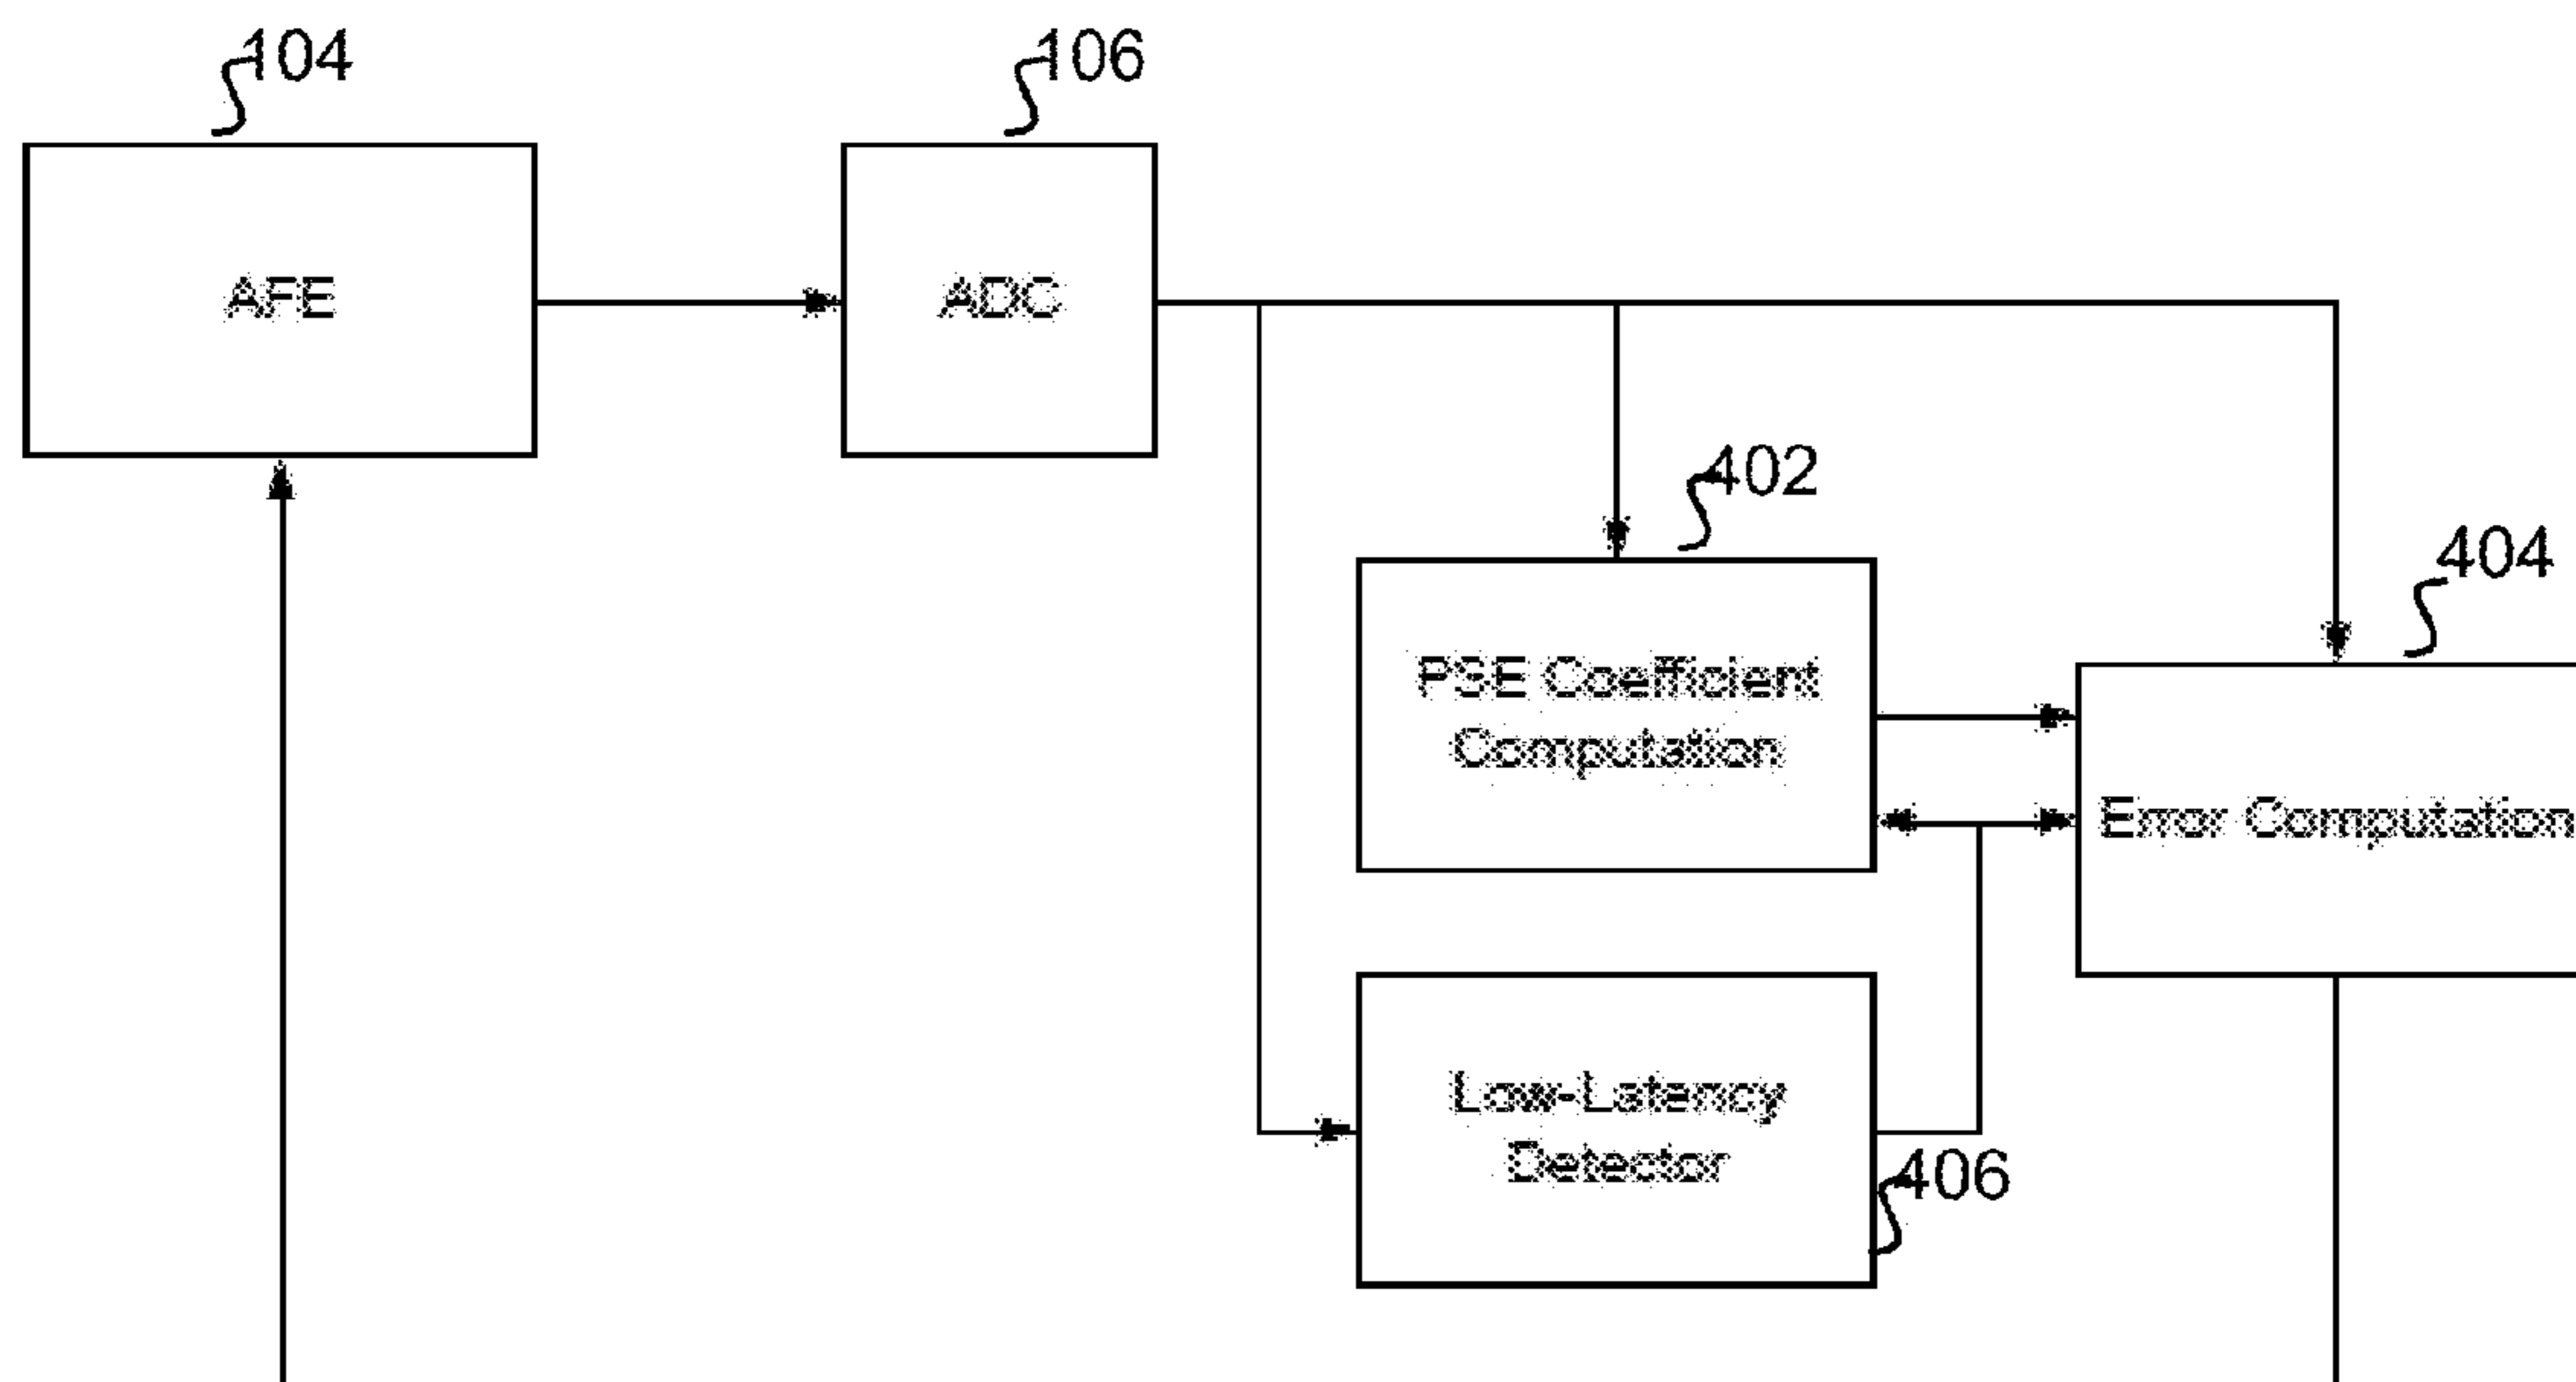 104
106
AFE
ADC
402
404
PSE Coefficient
Computation
Error Computation
Low-Latency
Detector
406